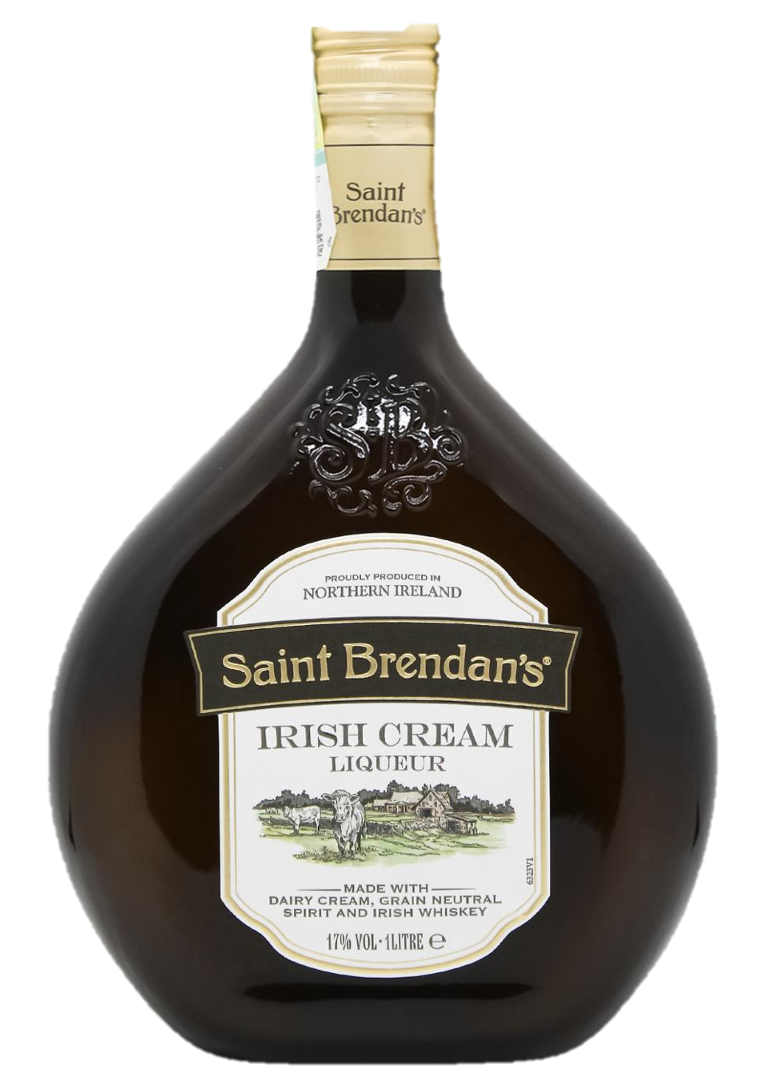 Saint
Brendan's®
SB
PROUDLY PRODUCED IN
NORTHERN IRELAND
Saint Brendan's®
IRISH CREAM
LIQUEUR
6323V1
MADE WITH
DAIRY CREAM, GRAIN NEUTRAL
SPIRIT AND IRISH WHISKEY
17% VOL · 1LITRE ℮